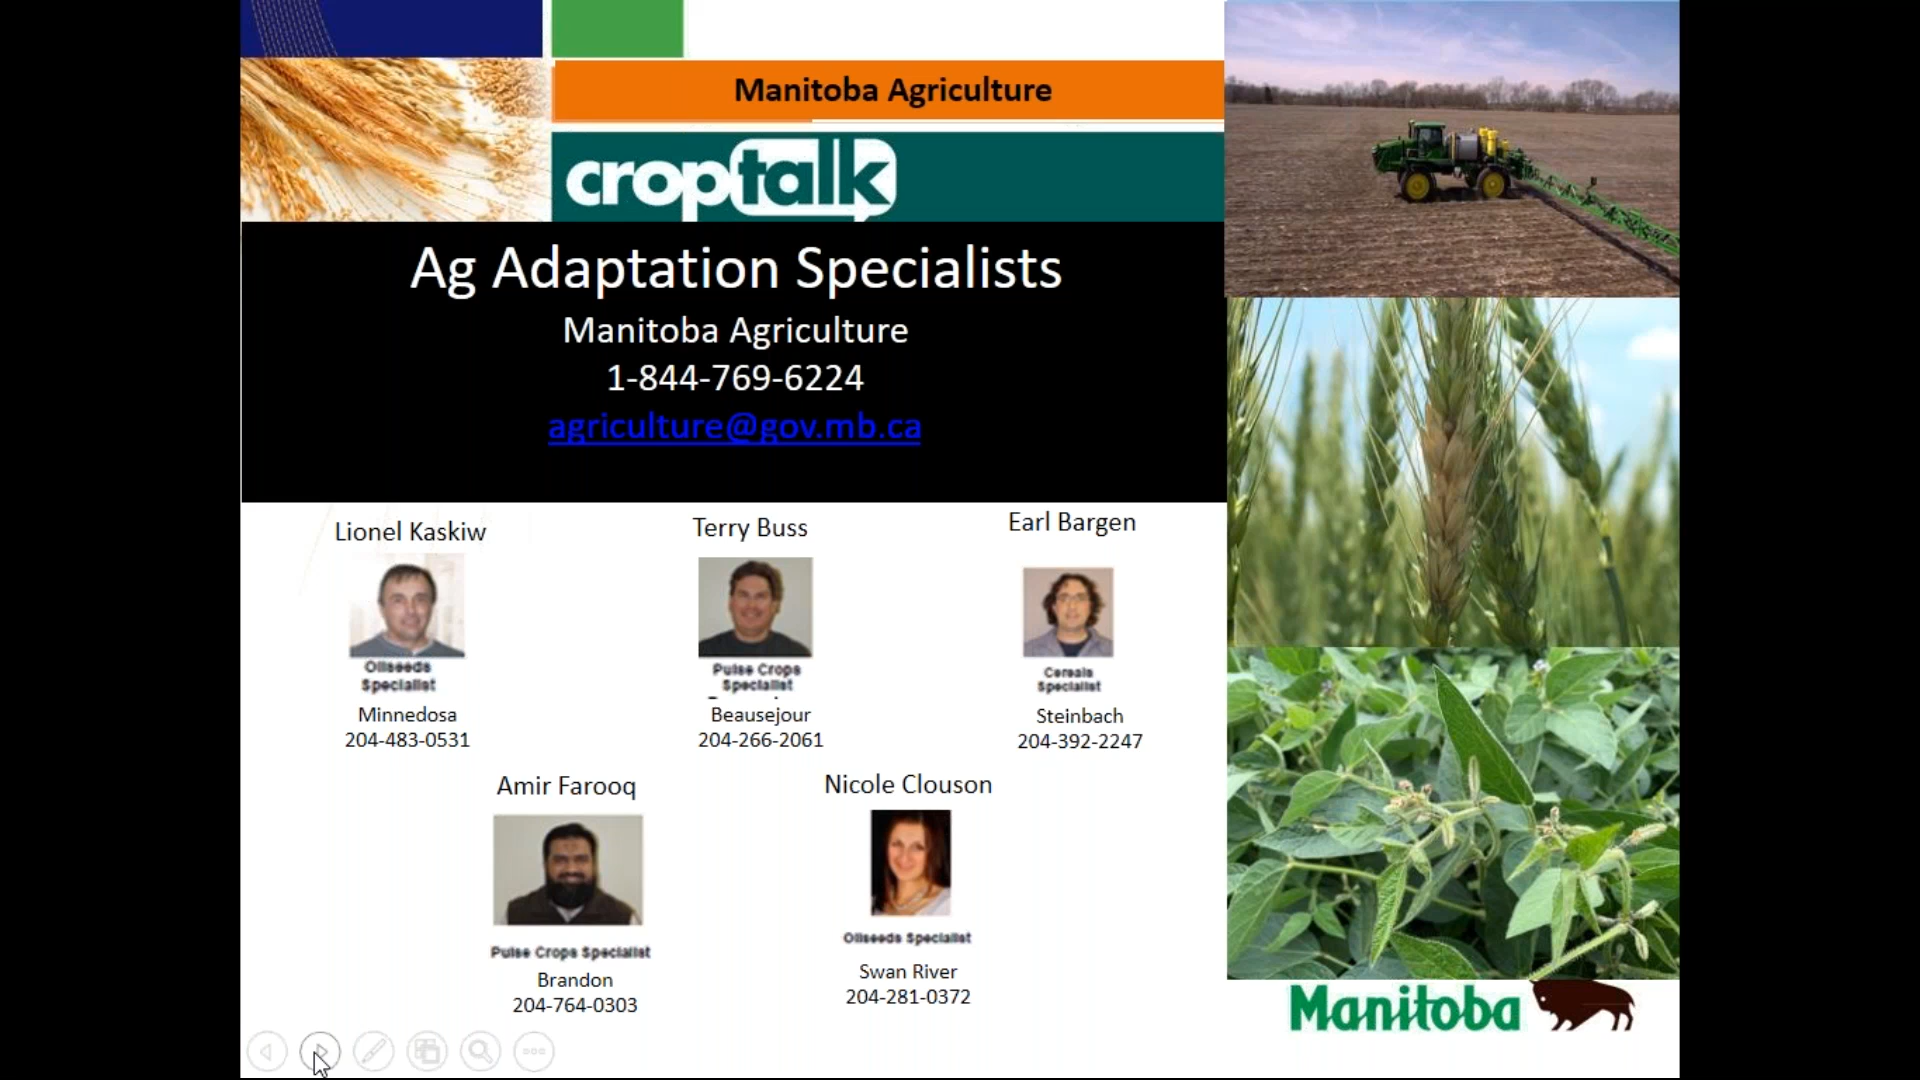 Manitoba Agriculture
croptalk
Ag Adaptation Specialists
Manitoba Agriculture
1-844-769-6224
agriculture@gov.mb.ca
Lionel Kaskiw
Oilseeds
Specialist
Minnedosa
204-483-0531
Terry Buss
Pulse Crops
Specialist
Beausejour
204-266-2061
Earl Bargen
Cereals
Specialist
Steinbach
204-392-2247
Amir Farooq
Pulse Crops Specialist
Brandon
204-764-0303
Nicole Clouson
Oilseeds Specialist
Swan River
204-281-0372
Manitoba